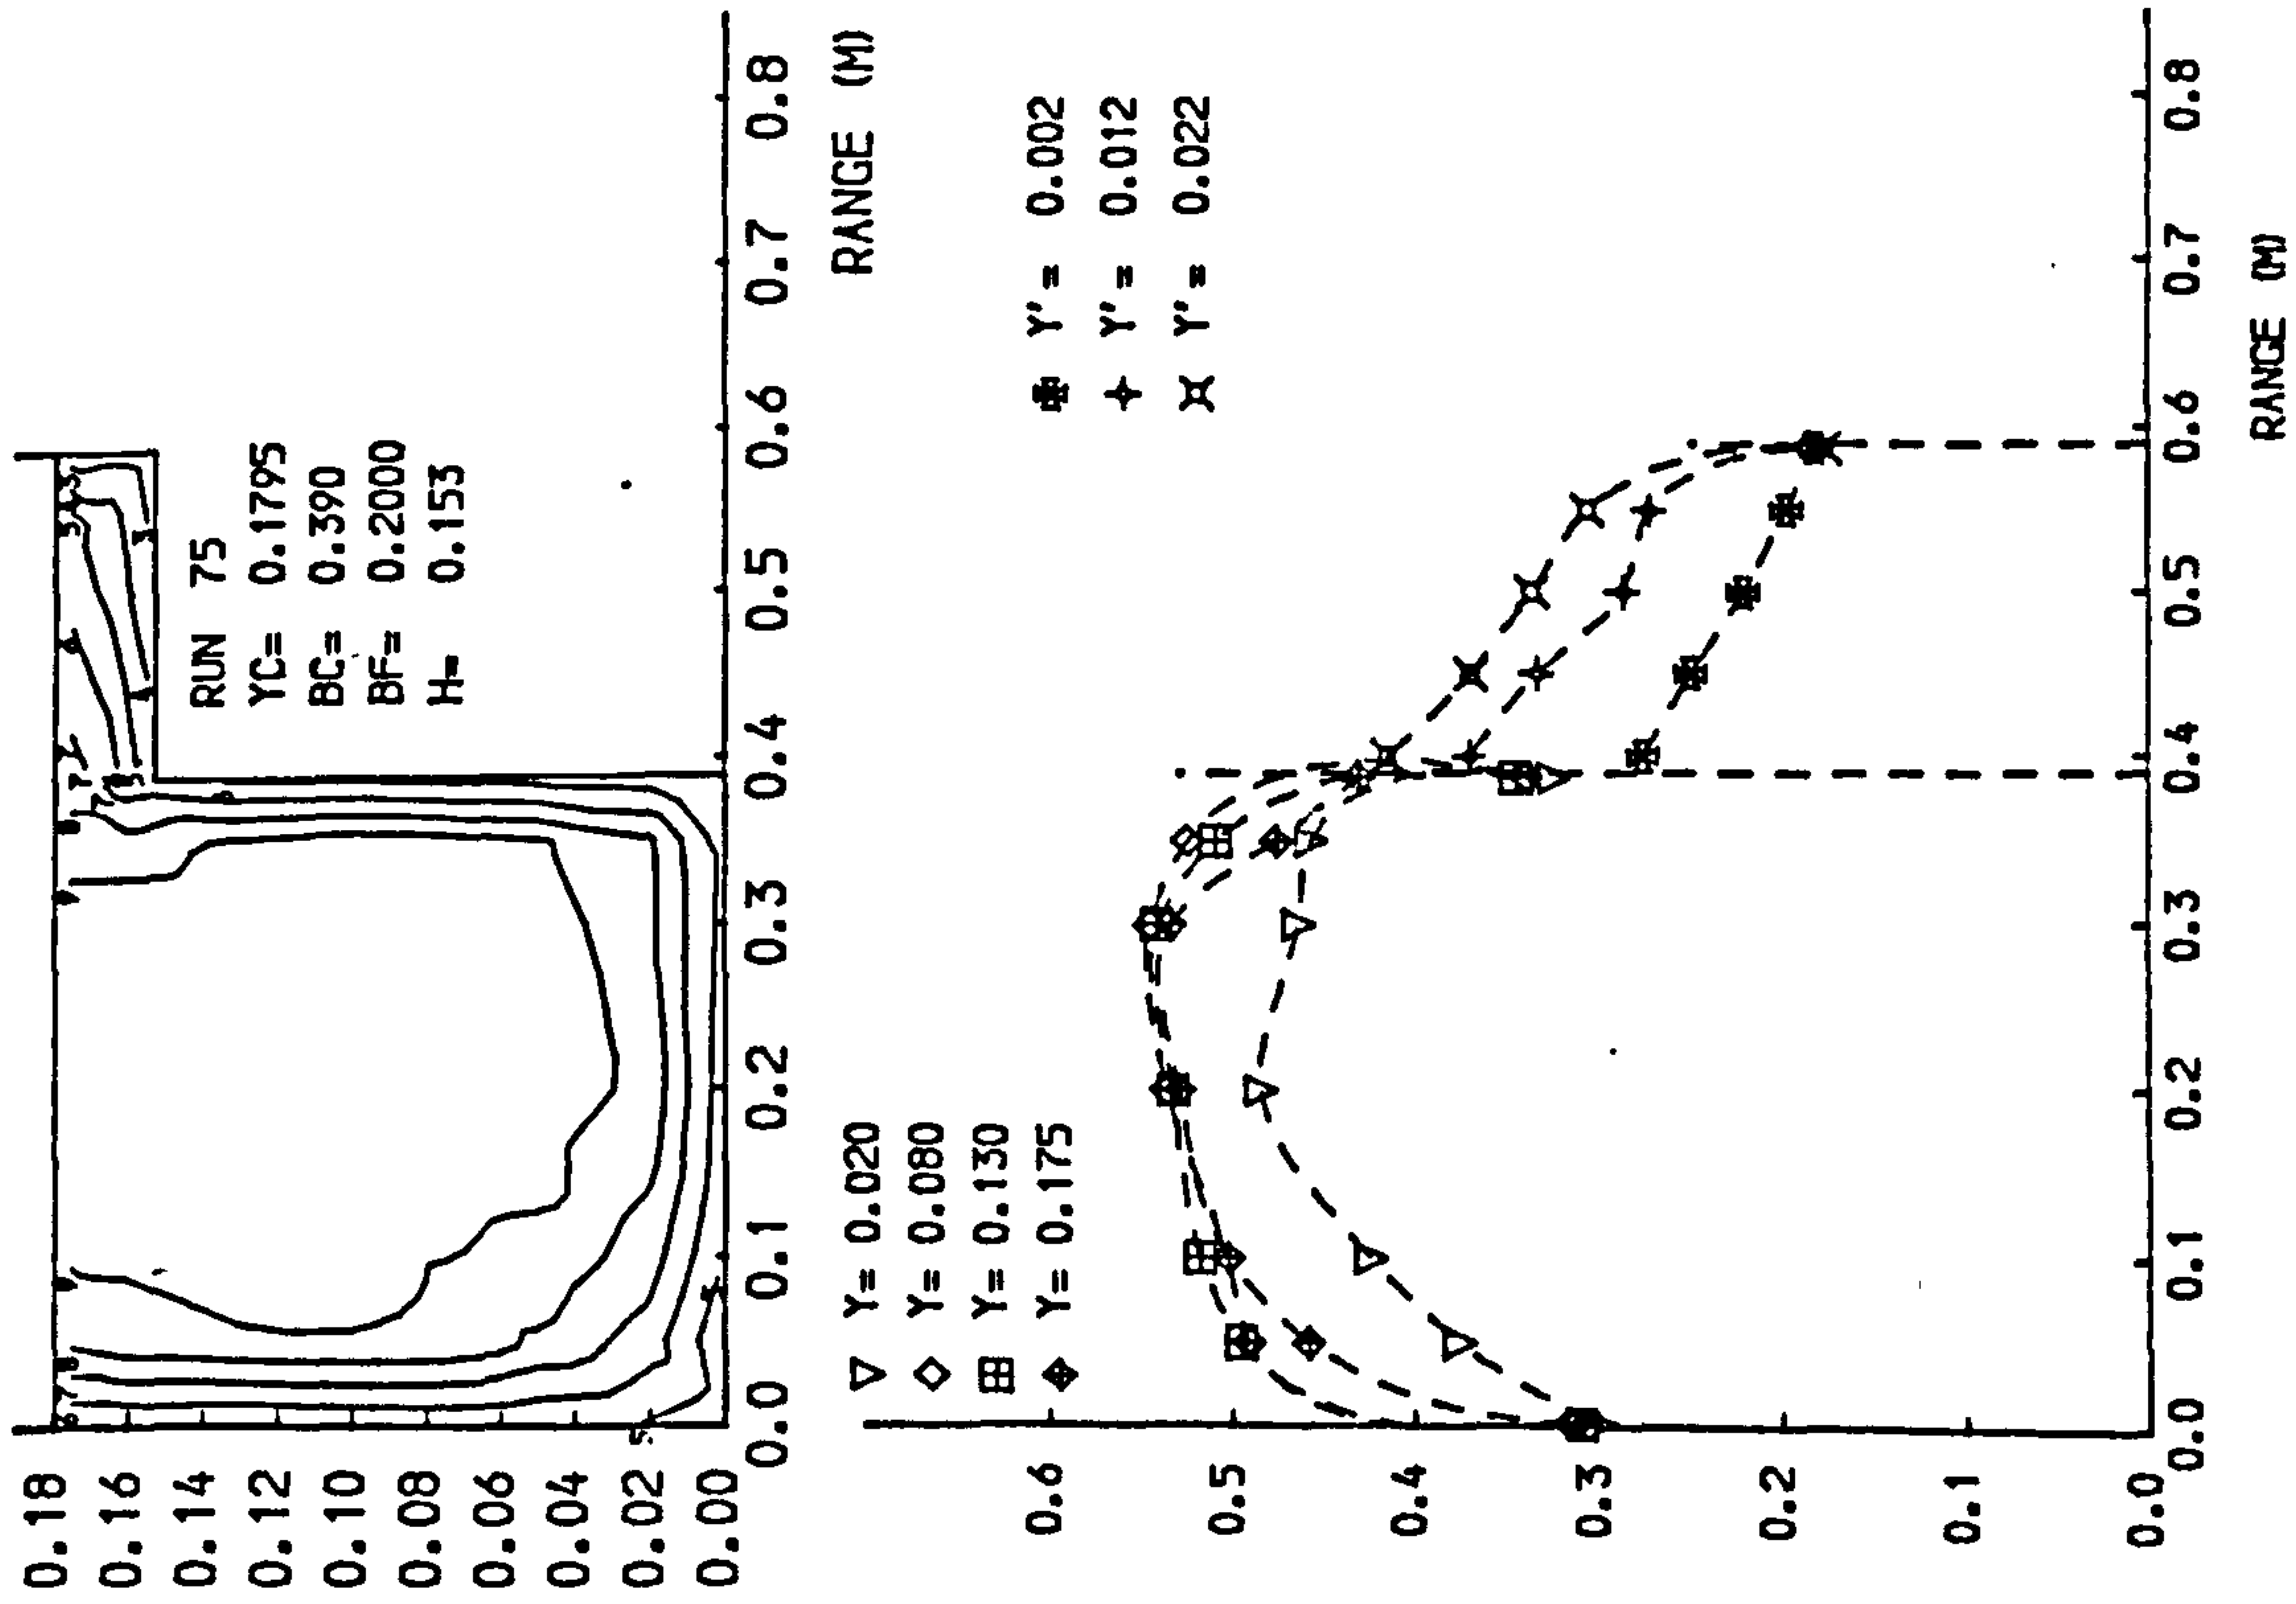 0.18
0.16
0.14
0.12
0.10
0.08
0.06
0.04
0.02
0.00
0.0 0.1 0.2 0.3 0.4 0.5 0.6 0.7 0.8
RANGE (M)
RUN 75
YC= 0.1795
BC= 0.390
BF= 0.2000
H= 0.153
Y= 0.020
Y= 0.080
Y= 0.130
Y= 0.175
Y'= 0.002
Y'= 0.012
Y'= 0.022
0.6
0.5
0.4
0.3
0.2
0.1
0.0
0.0 0.1 0.2 0.3 0.4 0.5 0.6 0.7 0.8
RANGE (M)